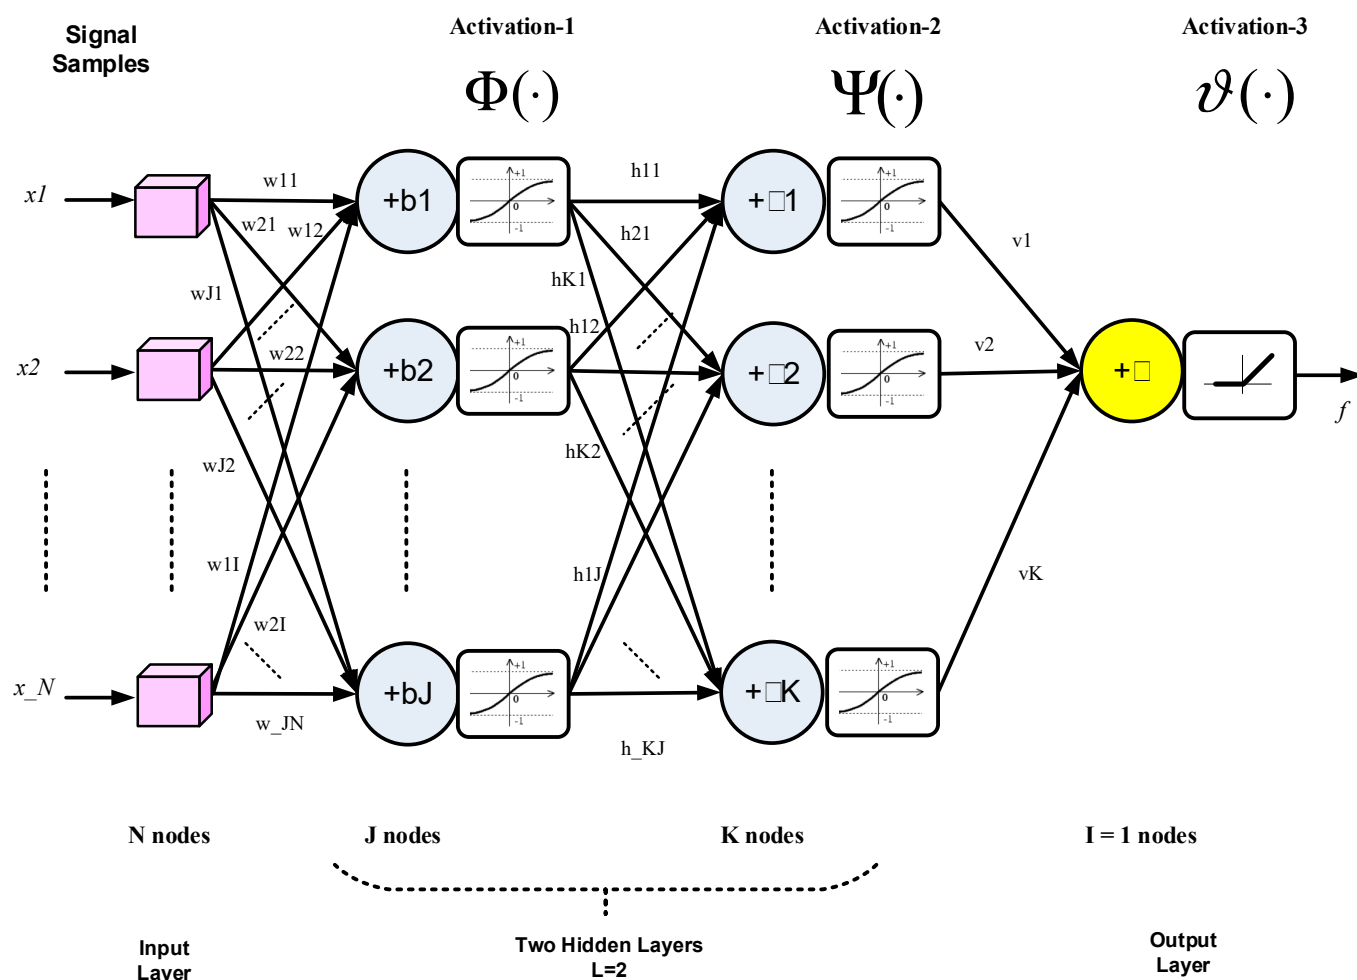 Signal
Samples
Activation-1
Activation-2
Activation-3
Φ(·)
Ψ(·)
ϑ(·)
x1
w11
w21
w12
wJ1
+b1
+1
0
-1
h11
h21
hK1
+□1
+1
0
-1
v1
x2
w22
wJ2
+b2
+1
0
-1
h12
hK2
+□2
+1
0
-1
v2
+□
f
w1I
w2I
h1J
vK
x_N
w_JN
+bJ
+1
0
-1
h_KJ
+□K
+1
0
-1
N nodes
J nodes
K nodes
I = 1 nodes
Input
Layer
Two Hidden Layers
L=2
Output
Layer